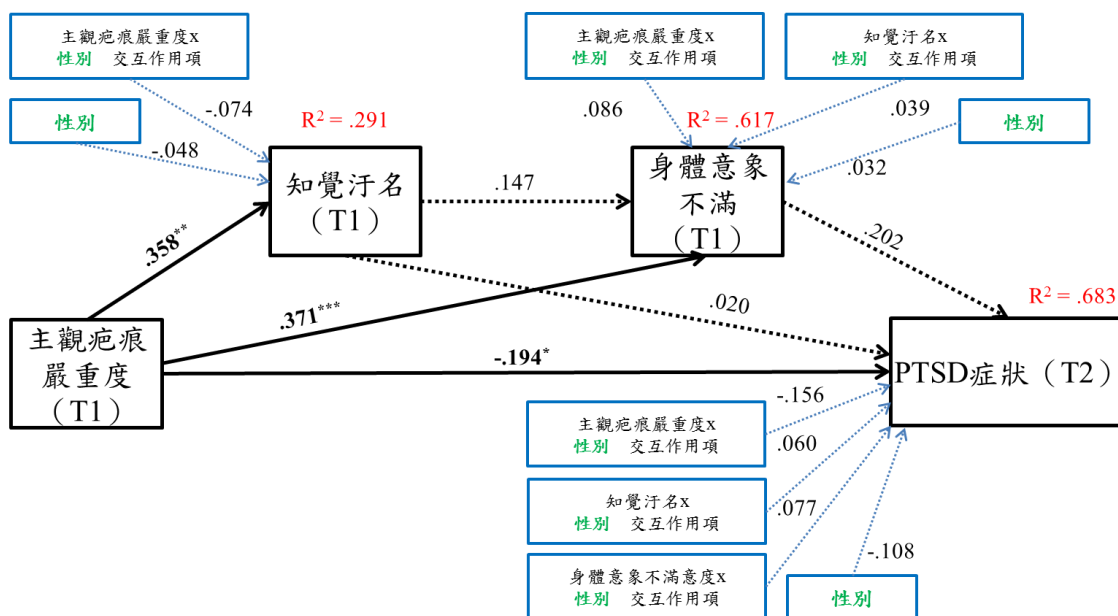 主觀疤痕嚴重度x
性別 交互作用項
主觀疤痕嚴重度x
性別 交互作用項
知覺汙名x
性別 交互作用項
-.074
R² = .291
.086
R² = .617
.039
性別
性別
-.048
知覺汙名
（T1）
.147
身體意象
不滿
（T1）
.032
.358**
.202
.371***
.020
R² = .683
主觀疤痕
嚴重度
（T1）
-.194*
PTSD症狀（T2）
-.156
主觀疤痕嚴重度x
性別 交互作用項
.060
知覺汙名x
性別 交互作用項
.077
身體意象不滿意度x
性別 交互作用項
-.108
性別